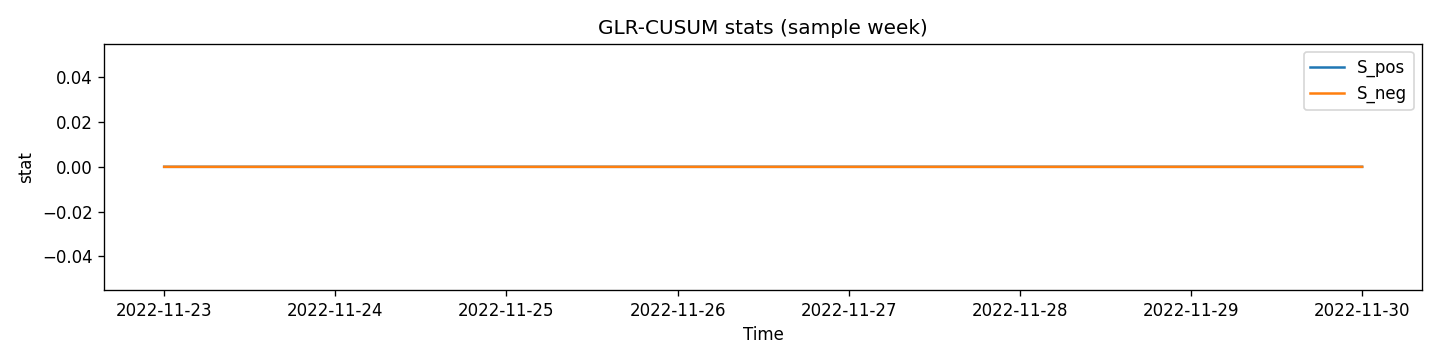 GLR-CUSUM stats (sample week)
S_pos
S_neg
0.04
0.02
0.00
−0.02
−0.04
stat
2022-11-23 2022-11-24 2022-11-25 2022-11-26 2022-11-27 2022-11-28 2022-11-29 2022-11-30
Time